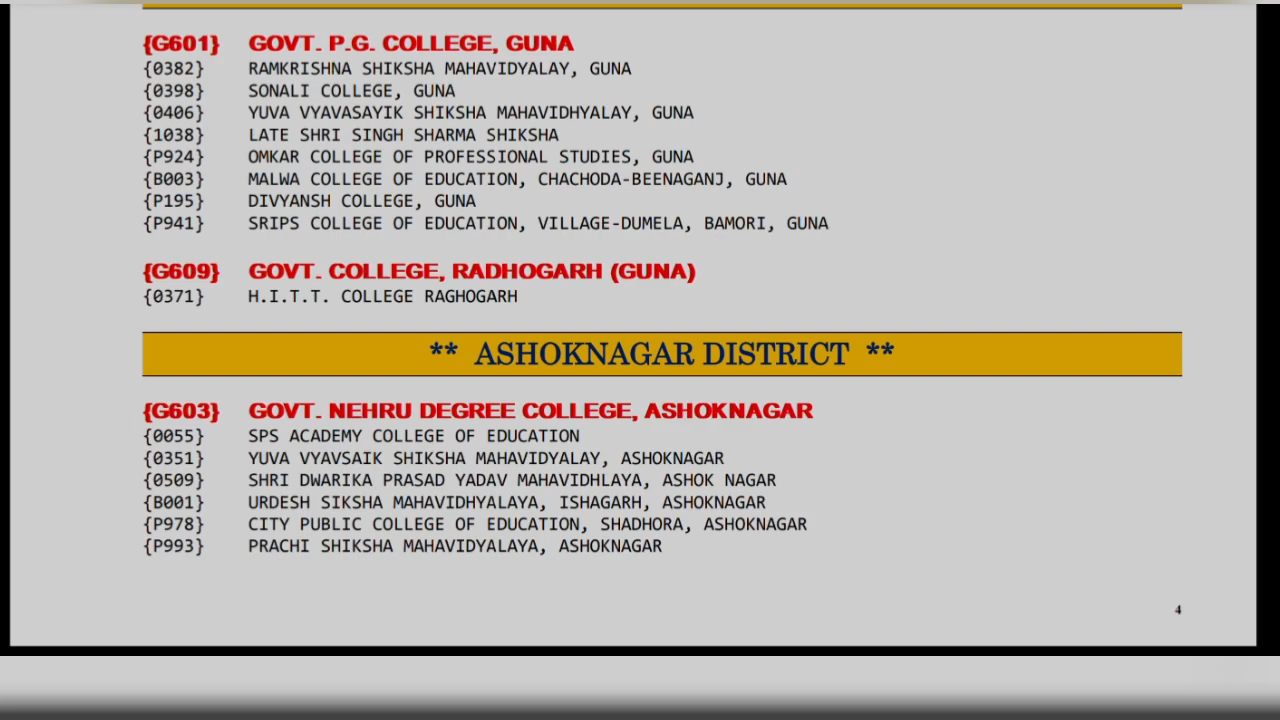 {G601} GOVT. P.G. COLLEGE, GUNA
{0382} RAMKRISHNA SHIKSHA MAHAVIDYALAY, GUNA
{0398} SONALI COLLEGE, GUNA
{0406} YUVA VYAVASAYIK SHIKSHA MAHAVIDHYALAY, GUNA
{1038} LATE SHRI SINGH SHARMA SHIKSHA
{P924} OMKAR COLLEGE OF PROFESSIONAL STUDIES, GUNA
{B003} MALWA COLLEGE OF EDUCATION, CHACHODA-BEENAGANJ, GUNA
{P195} DIVYANSH COLLEGE, GUNA
{P941} SRIPS COLLEGE OF EDUCATION, VILLAGE-DUMELA, BAMORI, GUNA
{G609} GOVT. COLLEGE, RADHOGARH (GUNA)
{0371} H.I.T.T. COLLEGE RAGHOGARH
** ASHOKNAGAR DISTRICT **
{G603} GOVT. NEHRU DEGREE COLLEGE, ASHOKNAGAR
{0055} SPS ACADEMY COLLEGE OF EDUCATION
{0351} YUVA VYAVSAIK SHIKSHA MAHAVIDYALAY, ASHOKNAGAR
{0509} SHRI DWARIKA PRASAD YADAV MAHAVIDHLAYA, ASHOK NAGAR
{B001} URDESH SIKSHA MAHAVIDHYALAYA, ISHAGARH, ASHOKNAGAR
{P978} CITY PUBLIC COLLEGE OF EDUCATION, SHADHORA, ASHOKNAGAR
{P993} PRACHI SHIKSHA MAHAVIDYALAYA, ASHOKNAGAR
4